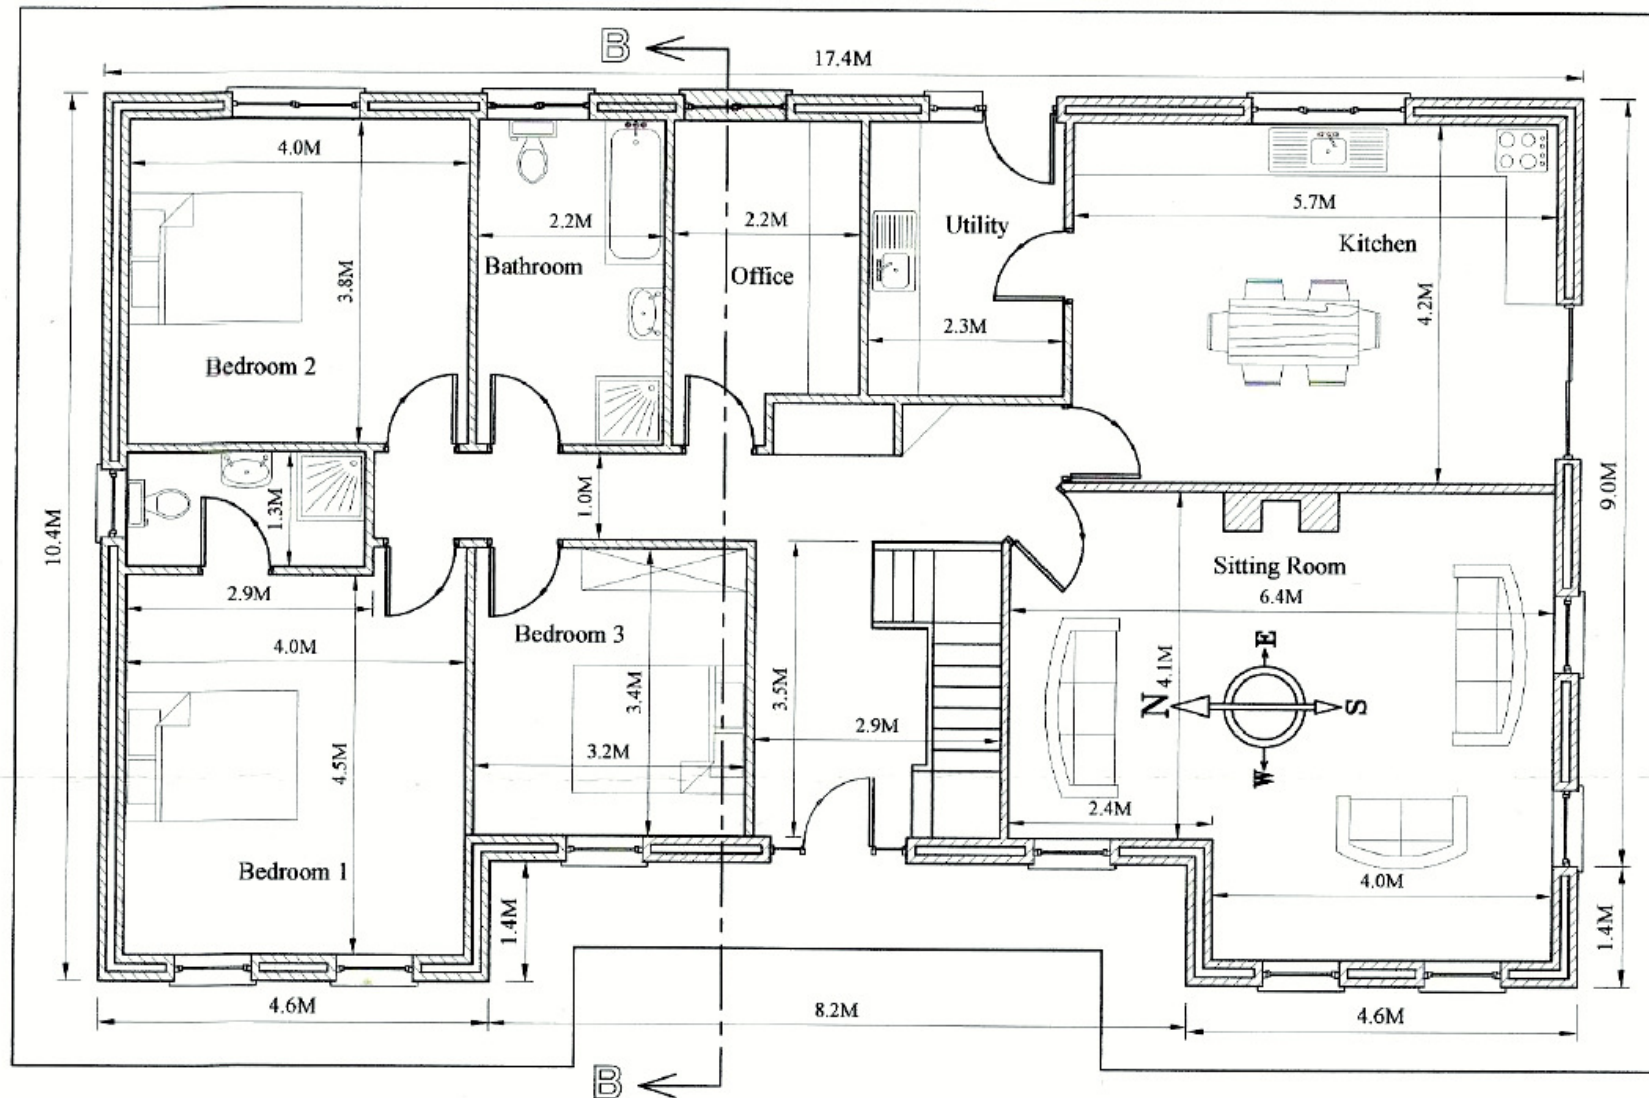 B
17.4M
4.0M
3.8M
Bedroom 2
2.2M
Bathroom
2.2M
Office
Utility
2.3M
5.7M
Kitchen
4.2M
10.4M
9.0M
1.3M
1.0M
2.9M
4.0M
4.5M
Bedroom 1
Bedroom 3
3.4M
3.2M
3.5M
2.9M
Sitting Room
6.4M
4.1M
E
N
S
W
2.4M
4.0M
1.4M
1.4M
4.6M
8.2M
4.6M
B